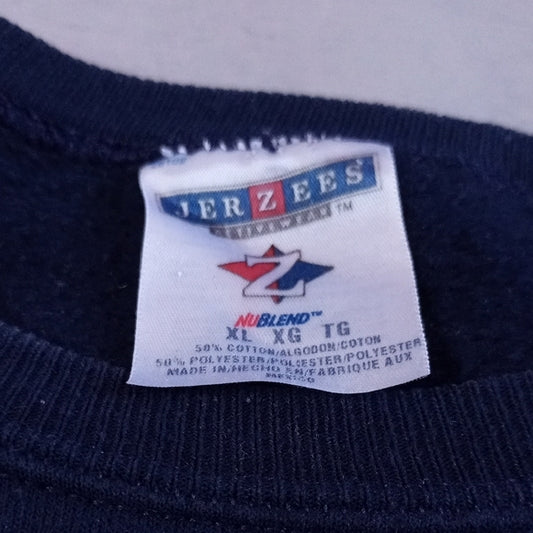 JERZEES
ACTIVEWEAR™
Z
NUBLEND™
XL XG TG
50% COTTON/ALGODON/COTON
50% POLYESTER/POLIESTER/POLYESTER
MADE IN/HECHO EN/FABRIQUE AUX
MEXICO